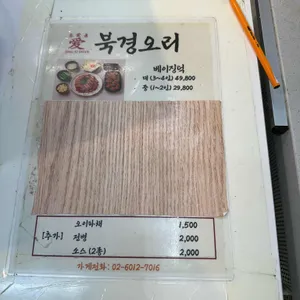 愛
북경오리
베이징덕
대 (3~4인) 49,800
중 (1~2인) 29,800
오이야채 1,500
[추가] 전병 2,000
소스 (2종) 2,000
가게전화: 02-6012-7016